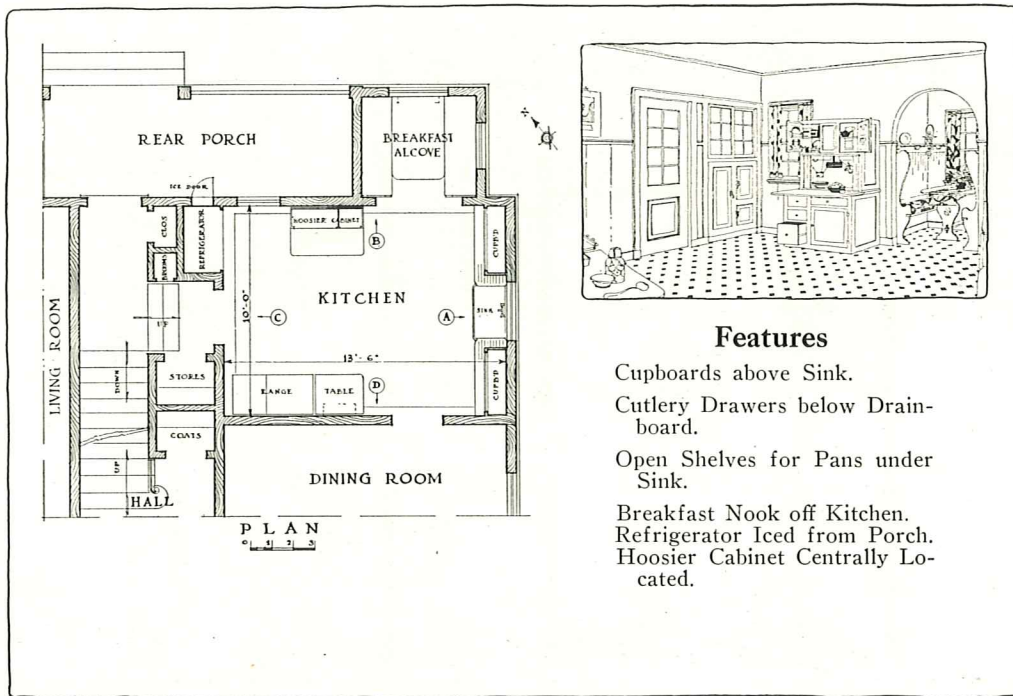 REAR PORCH
BREAKFAST
ALCOVE
ICE DOOR
CLOS
REFRIGERATOR
HOOSIER CABINET
CUPB'D
BROOMS
B
KITCHEN
10'-0"
C
A
SINK
UP
13'-6"
LIVING ROOM
DOWN
STORES
RANGE
TABLE
D
CUPB'D
COATS
UP
HALL
DINING ROOM
PLAN
0 1 2 3
Features
Cupboards above Sink.
Cutlery Drawers below Drain-
board.
Open Shelves for Pans under
Sink.
Breakfast Nook off Kitchen.
Refrigerator Iced from Porch.
Hoosier Cabinet Centrally Lo-
cated.